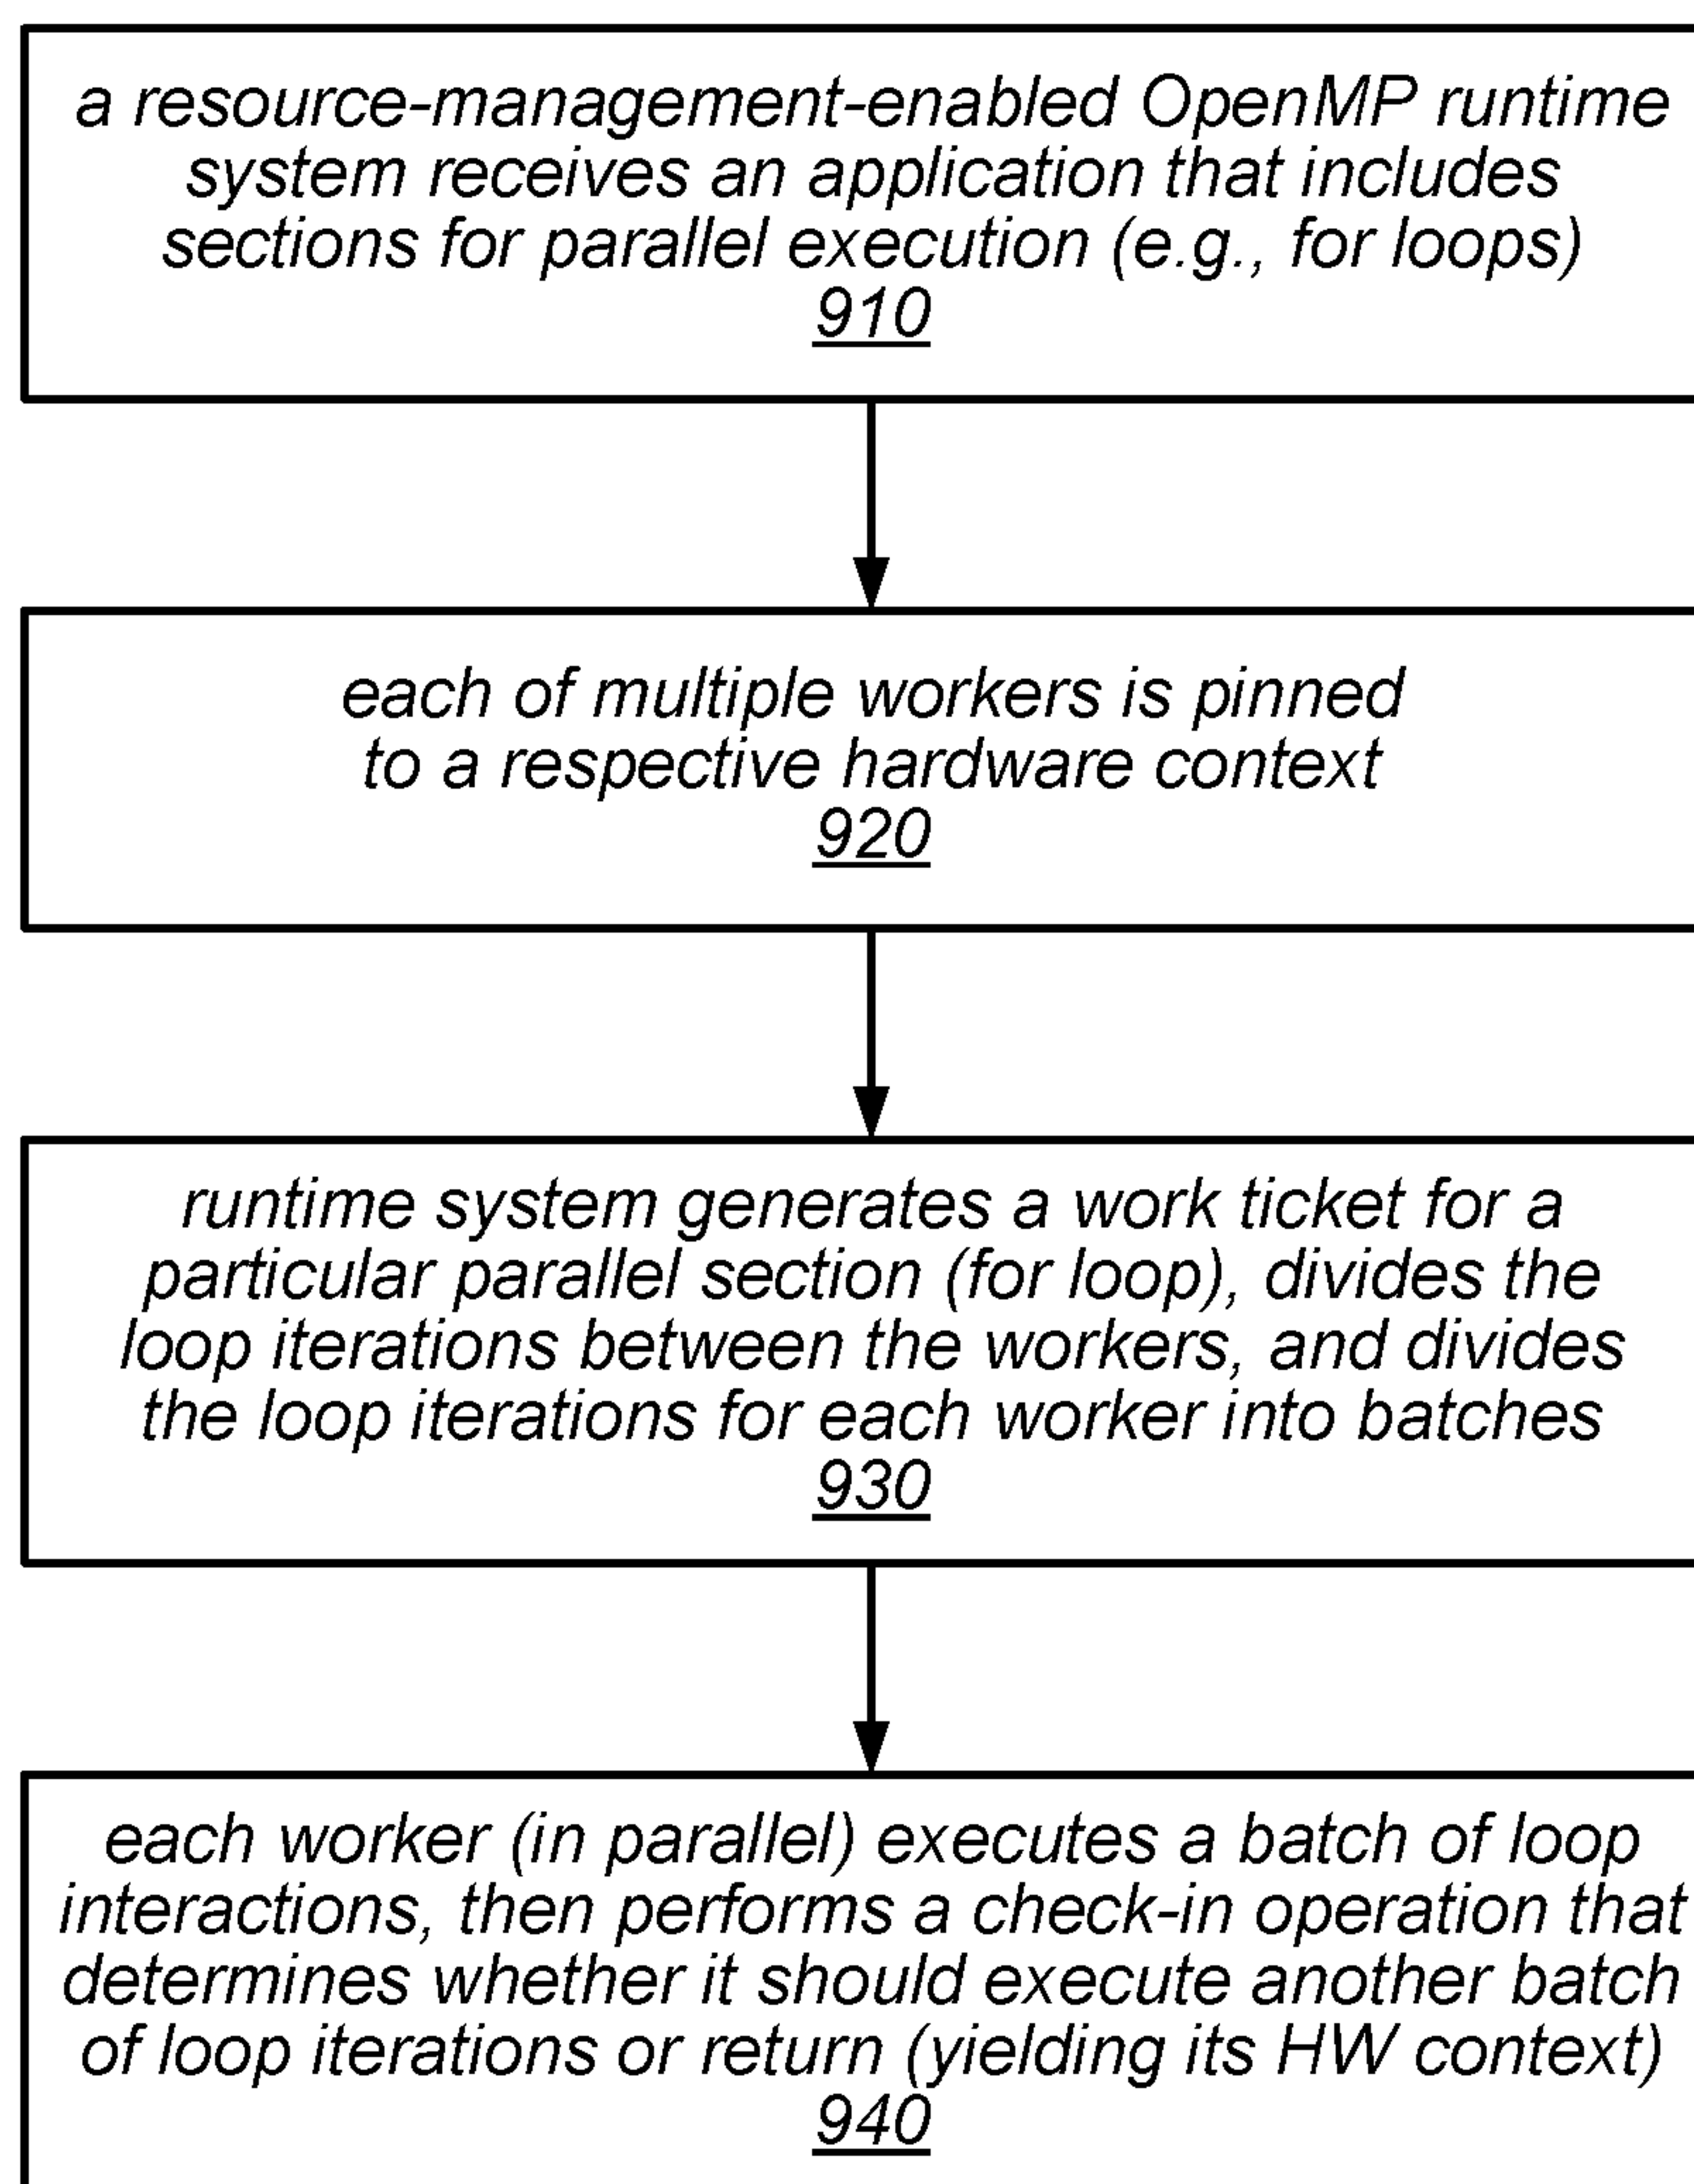 a resource-management-enabled OpenMP runtime
system receives an application that includes
sections for parallel execution (e.g., for loops)
910
each of multiple workers is pinned
to a respective hardware context
920
runtime system generates a work ticket for a
particular parallel section (for loop), divides the
loop iterations between the workers, and divides
the loop iterations for each worker into batches
930
each worker (in parallel) executes a batch of loop
interactions, then performs a check-in operation that
determines whether it should execute another batch
of loop iterations or return (yielding its HW context)
940